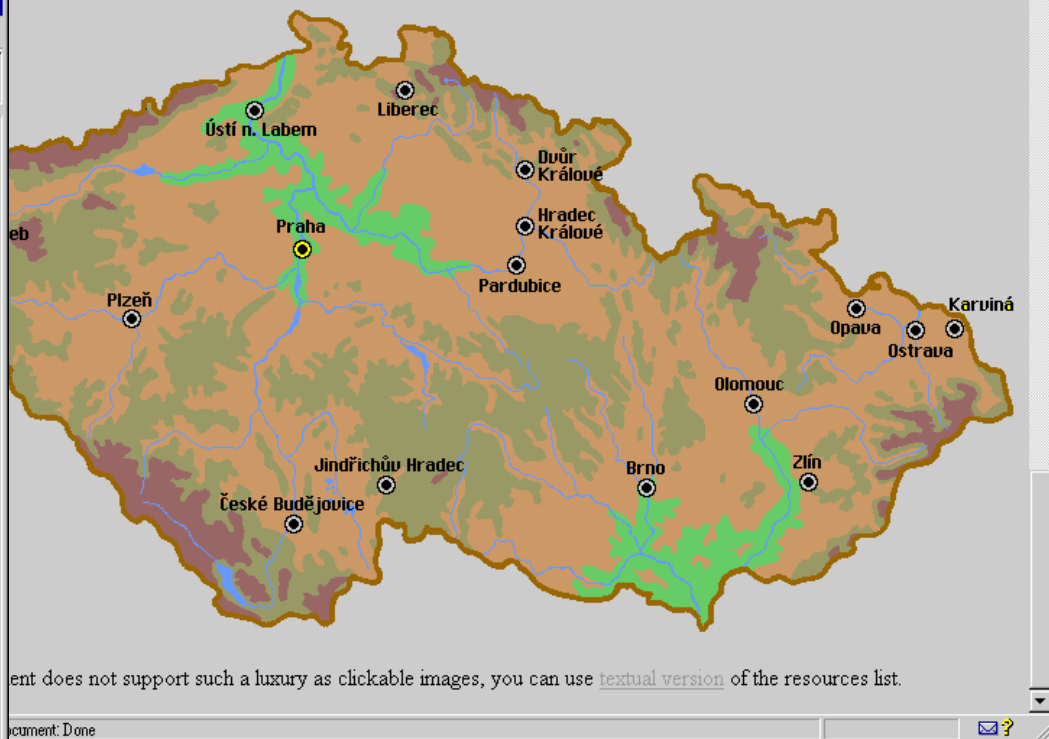 Liberec
Ústí n. Labem
Dvůr
Králové
Hradec
Králové
Praha
eb
Pardubice
Plzeň
Karviná
Opava
Ostrava
Olomouc
Jindřichův Hradec
Brno
Zlín
České Budějovice
ent does not support such a luxury as clickable images, you can use textual version of the resources list.
ocument: Done